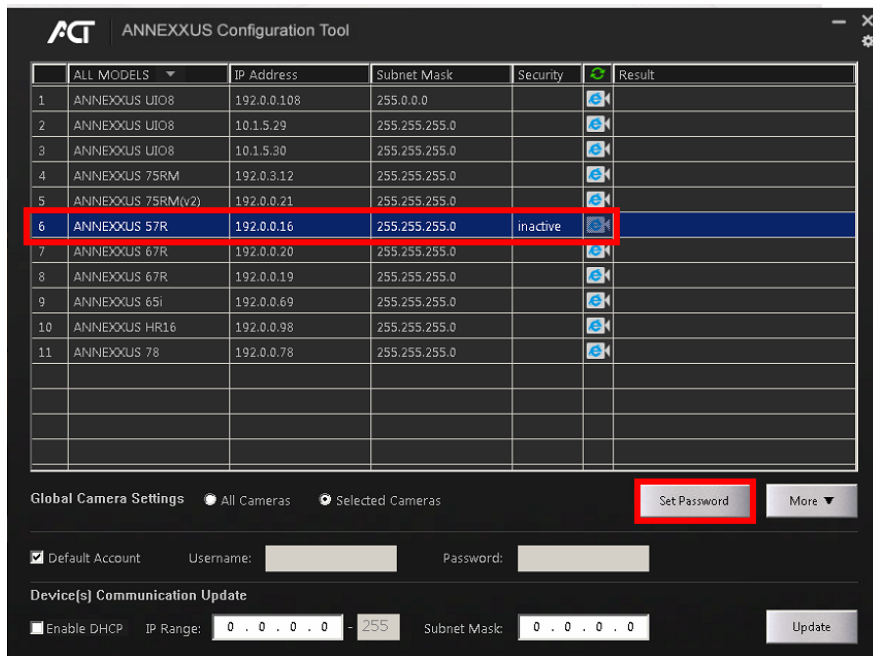 ACT ANNEXXUS Configuration Tool
ALL MODELS IP Address Subnet Mask Security Result
1 ANNEXXUS UIO8 192.0.0.108 255.0.0.0
2 ANNEXXUS UIO8 10.1.5.29 255.255.255.0
3 ANNEXXUS UIO8 10.1.5.30 255.255.255.0
4 ANNEXXUS 75RM 192.0.3.12 255.255.255.0
5 ANNEXXUS 75RM(v2) 192.0.0.21 255.255.255.0
6 ANNEXXUS 57R 192.0.0.16 255.255.255.0 inactive
7 ANNEXXUS 67R 192.0.0.20 255.255.255.0
8 ANNEXXUS 67R 192.0.0.19 255.255.255.0
9 ANNEXXUS 65i 192.0.0.69 255.255.255.0
10 ANNEXXUS HR16 192.0.0.98 255.255.255.0
11 ANNEXXUS 78 192.0.0.78 255.255.255.0
Global Camera Settings All Cameras Selected Cameras Set Password More ▼
Default Account Username: Password:
Device(s) Communication Update
Enable DHCP IP Range: 0 . 0 . 0 . 0 - 255 Subnet Mask: 0 . 0 . 0 . 0 Update